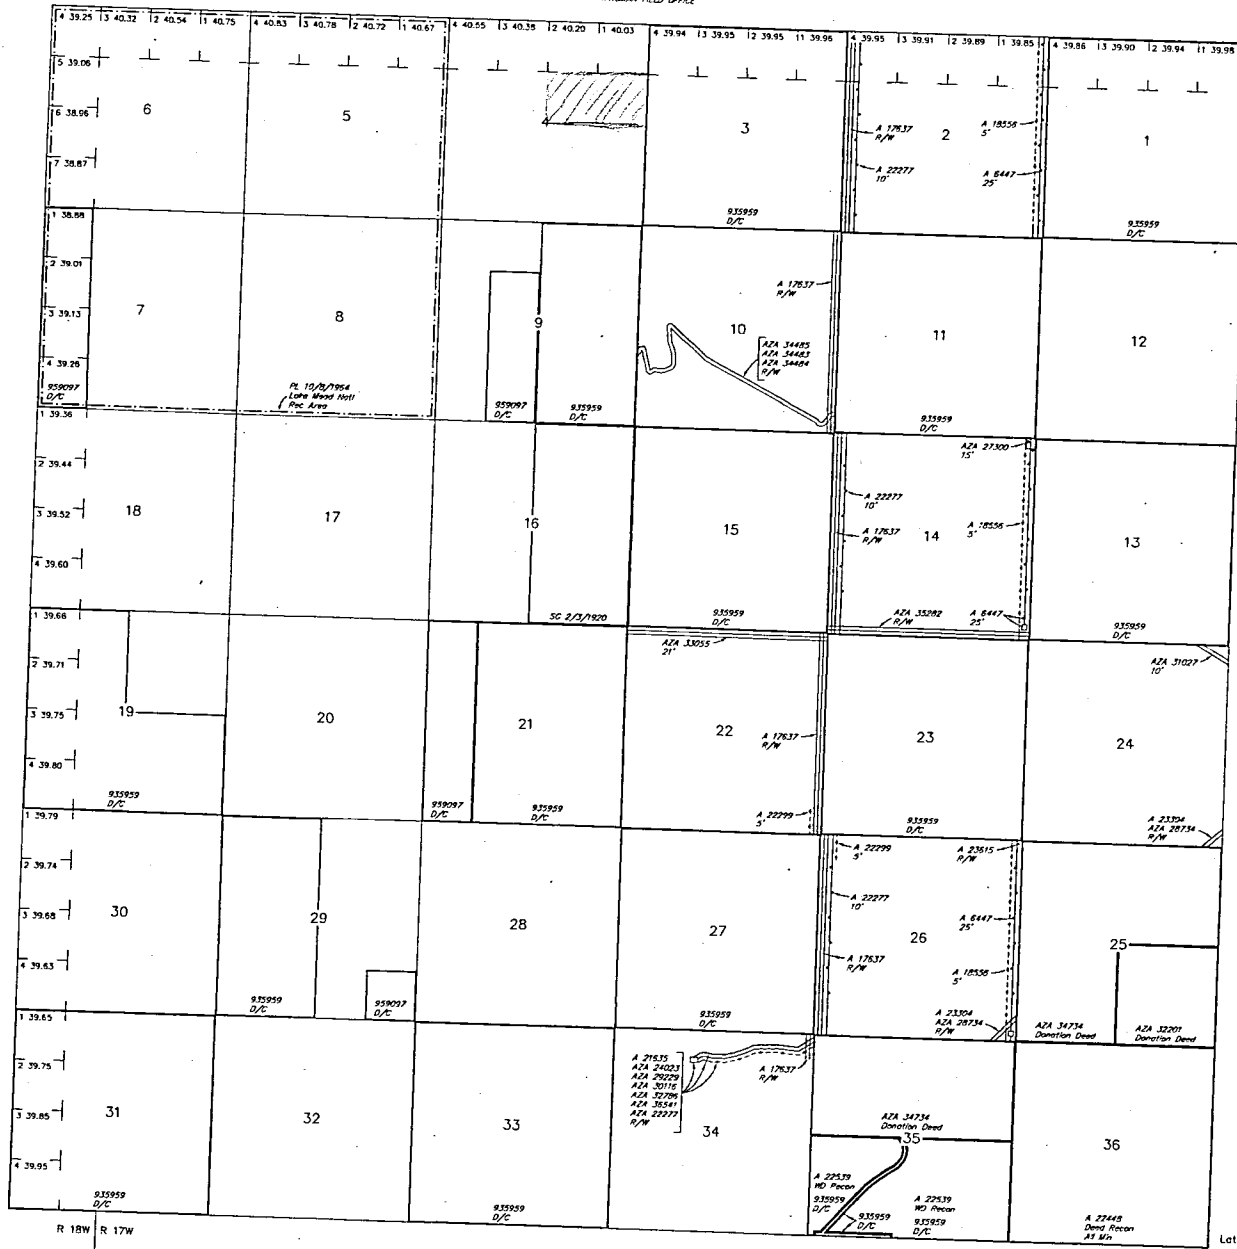 FIELD OFFICE
4 39.25 3 40.32 2 40.54 1 40.75 4 40.83 3 40.78 2 40.72 1 40.67 4 40.55 3 40.38 2 40.20 1 40.03 4 39.94 3 39.95 2 39.95 1 39.96 4 39.95 3 39.91 2 39.89 1 39.85 4 39.86 3 39.90 2 39.94 1 39.98
5 39.06
6 38.96
7 38.87
6
5
3
A 17637
R/W
A 22277
10'
2
A 18556
5'
A 6447
25'
1
935959
D/C
935959
D/C
1 38.88
2 39.01
3 39.13
4 39.26
959097
D/C
7
8
PL 10/8/1964
Lake Mead Natl
Rec Area
9
959097
D/C
935959
D/C
10
A 17637
R/W
AZA 34485
AZA 34483
AZA 34484
R/W
11
935959
D/C
12
1 39.36
2 39.44
3 39.52
4 39.60
18
17
16
SG 2/3/1920
15
935959
D/C
A 22277
10'
A 17637
R/W
14
AZA 27300
15'
A 18556
5'
AZA 35282
R/W
A 6447
25'
13
935959
D/C
1 39.66
2 39.71
3 39.75
4 39.80
19
935959
D/C
20
21
959097
D/C
935959
D/C
AZA 33055
21'
22
A 17637
R/W
A 22299
5'
23
935959
D/C
AZA 31027
10'
24
A 23304
AZA 28734
R/W
1 39.79
2 39.74
3 39.68
4 39.63
30
29
935959
D/C
959097
D/C
28
27
935959
D/C
A 22299
5'
A 22277
10'
A 17637
R/W
26
A 23615
R/W
A 6447
25'
A 18556
5'
A 23304
AZA 28734
R/W
25
AZA 34734
Donation Deed
AZA 32201
Donation Deed
1 39.65
2 39.75
3 39.85
4 39.95
31
935959
D/C
32
33
935959
D/C
A 21535
AZA 24023
AZA 29229
AZA 30116
AZA 32786
AZA 36541
AZA 22277
R/W
34
A 17637
R/W
AZA 34734
Donation Deed
35
A 22539
WD Recon
935959
D/C
935959
D/C
A 22539
WD Recon
935959
D/C
36
A 22448
Deed Recon
All Min
R 18W R 17W
Lat